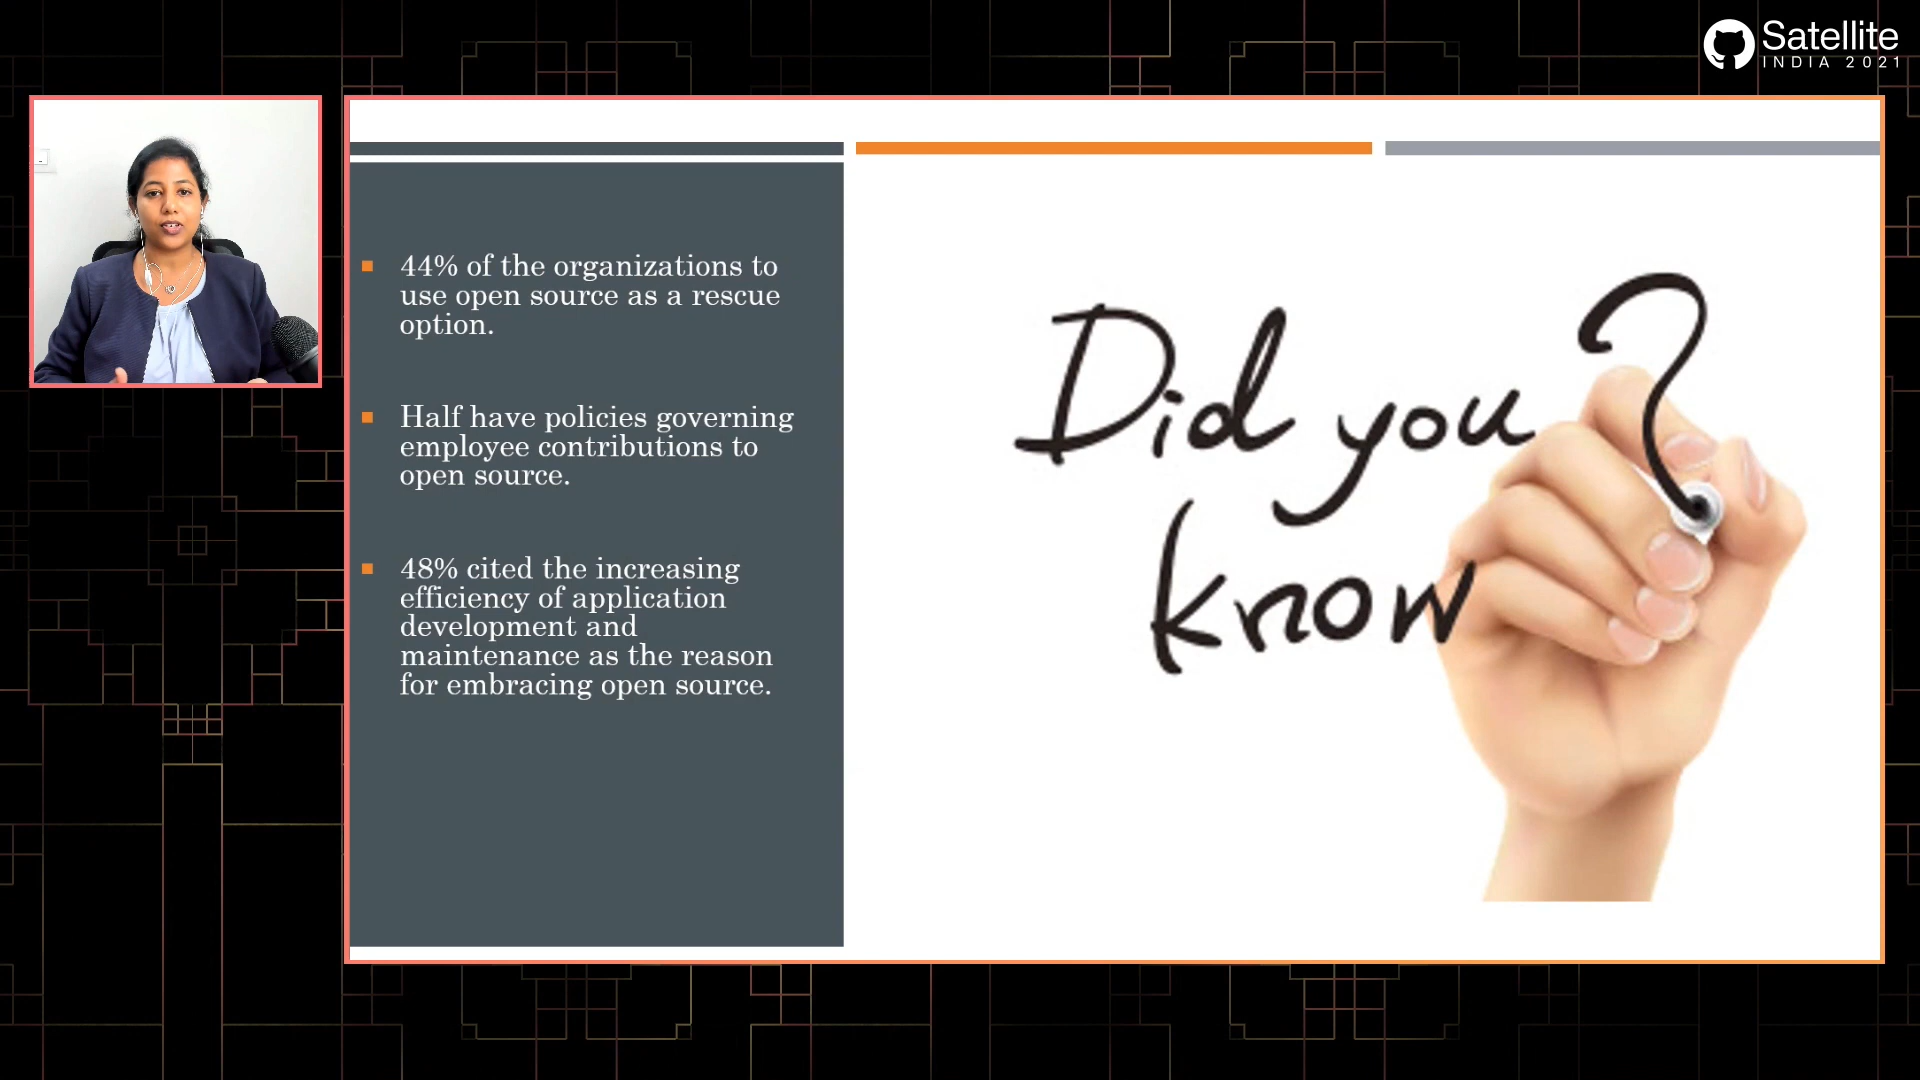 Satellite
INDIA 2021
44% of the organizations to
use open source as a rescue
option.
Half have policies governing
employee contributions to
open source.
48% cited the increasing
efficiency of application
development and
maintenance as the reason
for embracing open source.
Did you ?
know